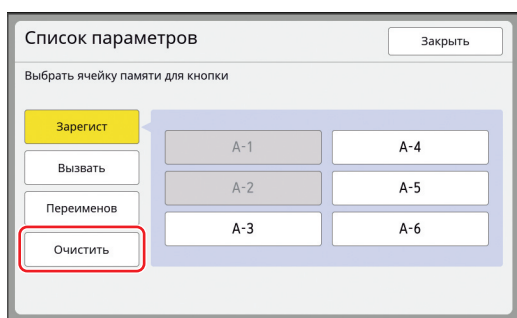 Список параметров
Закрыть
Выбрать ячейку памяти для кнопки
Зарегист
Вызвать
Переименов
Очистить
A-1
A-4
A-2
A-5
A-3
A-6